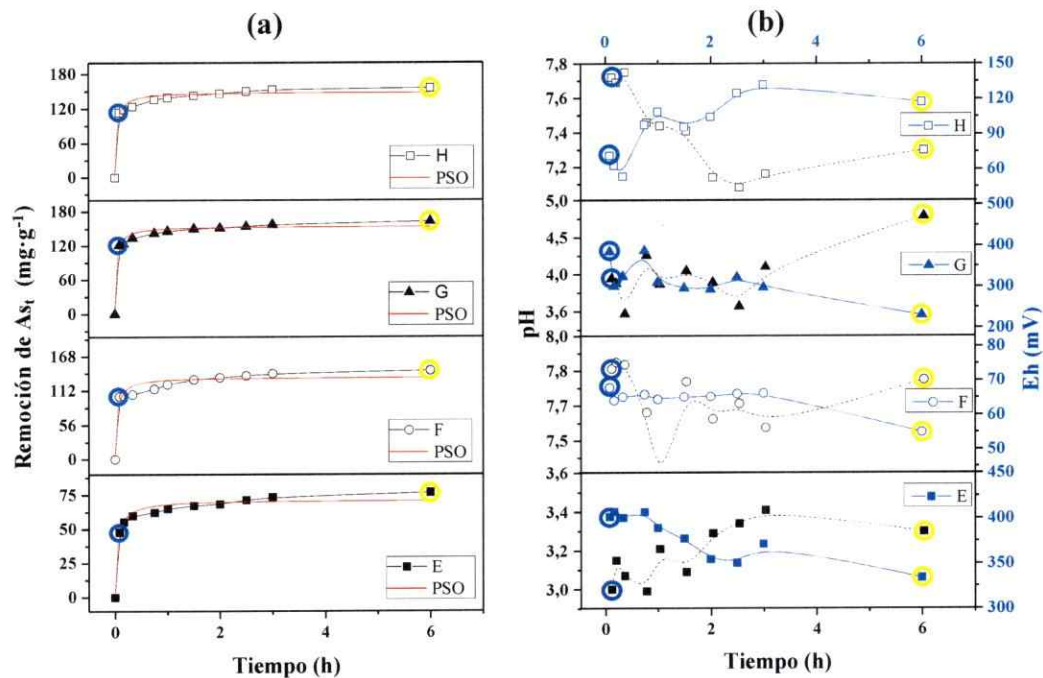 (a)
Remoción de Asₜ (mg·g⁻¹)
180
120
60
0
H
PSO
180
120
60
0
G
PSO
168
112
56
0
F
PSO
75
50
25
0
E
PSO
0 2 4 6
Tiempo (h)
(b)
0 2 4 6
pH
7,8
7,6
7,4
7,2
5,0
4,5
4,0
3,6
8,0
7,8
7,7
7,5
3,6
3,4
3,2
3,0
H
G
F
E
150
120
90
60
500
400
300
200
80
70
60
50
450
400
350
300
Eh (mV)
0 2 4 6
Tiempo (h)